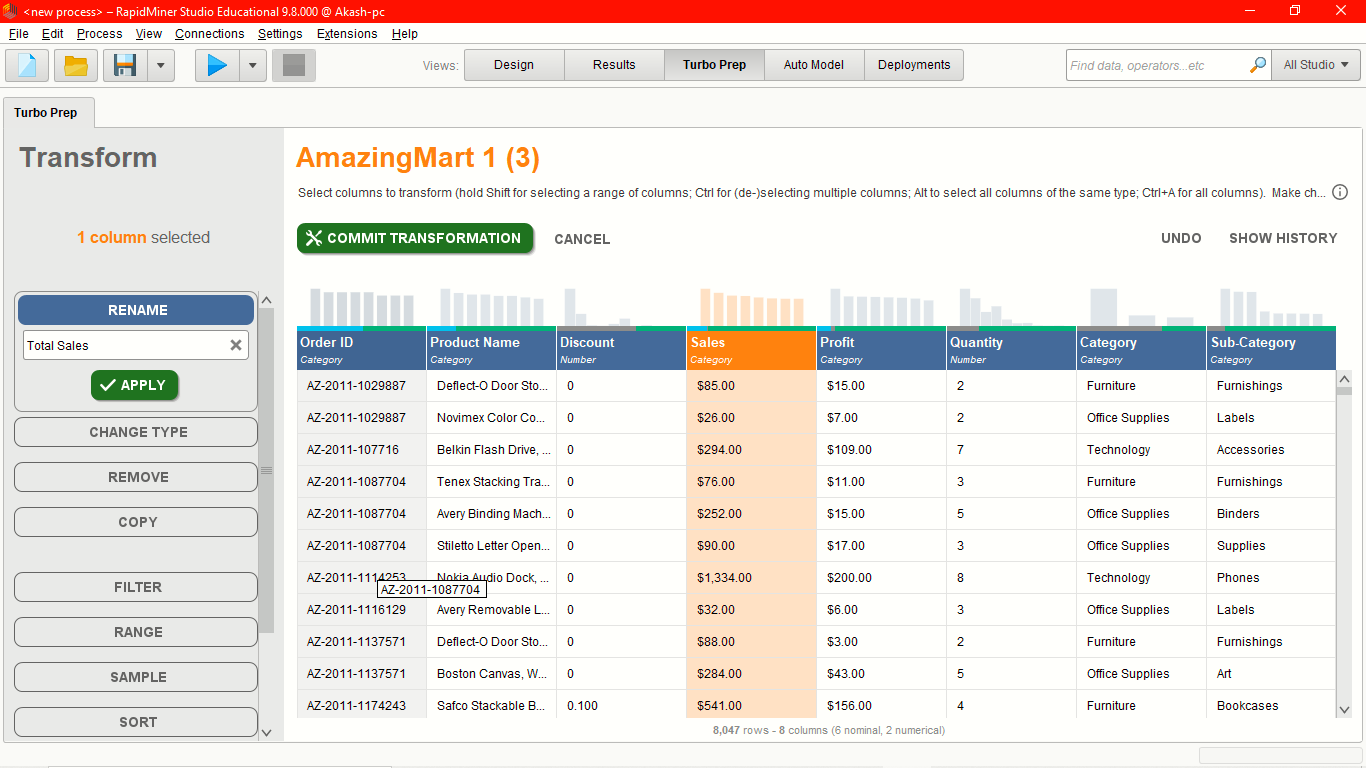 <new process> – RapidMiner Studio Educational 9.8.000 @ Akash-pc
File Edit Process View Connections Settings Extensions Help
Views: Design Results Turbo Prep Auto Model Deployments Find data, operators...etc All Studio
Turbo Prep
Transform
AmazingMart 1 (3)
Select columns to transform (hold Shift for selecting a range of columns; Ctrl for (de-)selecting multiple columns; Alt to select all columns of the same type; Ctrl+A for all columns). Make ch...
1 column selected
COMMIT TRANSFORMATION CANCEL UNDO SHOW HISTORY
RENAME
Total Sales
APPLY
CHANGE TYPE
REMOVE
COPY
FILTER
RANGE
SAMPLE
SORT
Order ID Product Name Discount Sales Profit Quantity Category Sub-Category
Category Category Number Category Category Number Category Category
AZ-2011-1029887 Deflect-O Door Sto... 0 $85.00 $15.00 2 Furniture Furnishings
AZ-2011-1029887 Novimex Color Co... 0 $26.00 $7.00 2 Office Supplies Labels
AZ-2011-107716 Belkin Flash Drive, ... 0 $294.00 $109.00 7 Technology Accessories
AZ-2011-1087704 Tenex Stacking Tra... 0 $76.00 $11.00 3 Furniture Furnishings
AZ-2011-1087704 Avery Binding Mach... 0 $252.00 $15.00 5 Office Supplies Binders
AZ-2011-1087704 Stiletto Letter Open... 0 $90.00 $17.00 3 Office Supplies Supplies
AZ-2011-1114253 Nokia Audio Dock, ... 0 $1,334.00 $200.00 8 Technology Phones
AZ-2011-1087704
AZ-2011-1116129 Avery Removable L... 0 $32.00 $6.00 3 Office Supplies Labels
AZ-2011-1137571 Deflect-O Door Sto... 0 $88.00 $3.00 2 Furniture Furnishings
AZ-2011-1137571 Boston Canvas, W... 0 $284.00 $43.00 5 Office Supplies Art
AZ-2011-1174243 Safco Stackable B... 0.100 $541.00 $156.00 4 Furniture Bookcases
8,047 rows - 8 columns (6 nominal, 2 numerical)